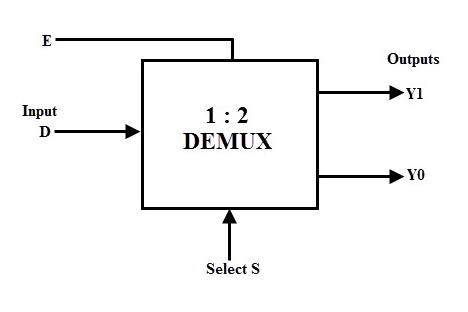 E
Outputs
Y1
Input
D
1 : 2
DEMUX
Y0
Select S